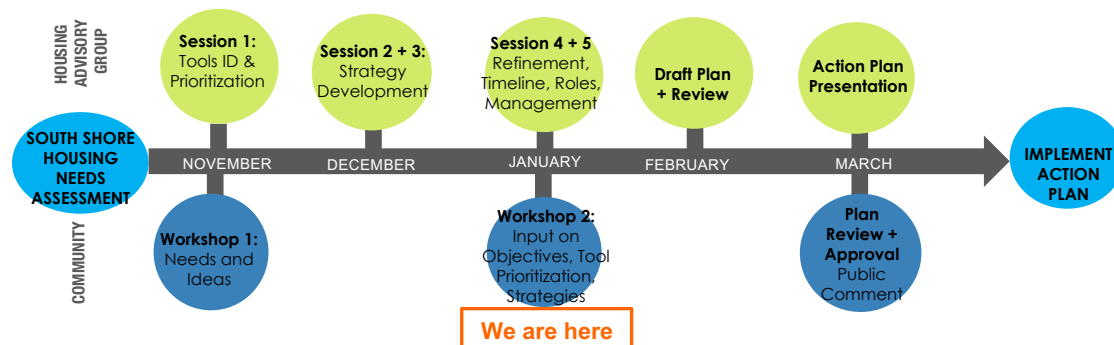 HOUSING
ADVISORY
GROUP
Session 1:
Tools ID &
Prioritization
Session 2 + 3:
Strategy
Development
Session 4 + 5
Refinement,
Timeline, Roles,
Management
Draft Plan
+ Review
Action Plan
Presentation
SOUTH SHORE
HOUSING
NEEDS
ASSESSMENT
NOVEMBER
DECEMBER
JANUARY
FEBRUARY
MARCH
IMPLEMENT
ACTION
PLAN
COMMUNITY
Workshop 1:
Needs and
Ideas
Workshop 2:
Input on
Objectives, Tool
Prioritization,
Strategies
Plan
Review +
Approval
Public
Comment
We are here